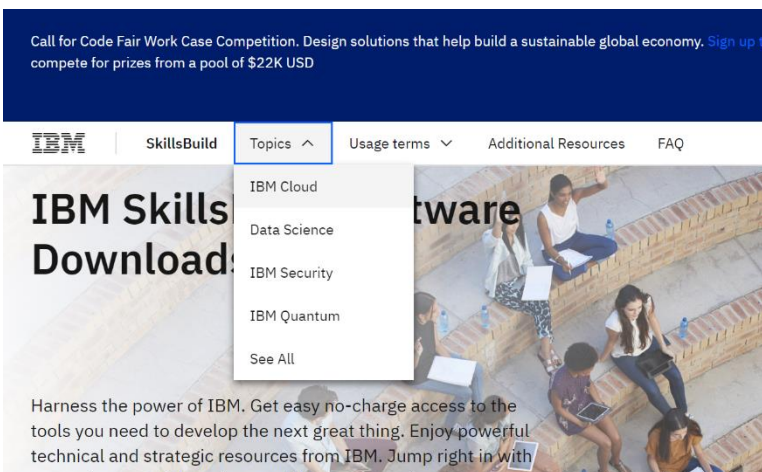 Call for Code Fair Work Case Competition. Design solutions that help build a sustainable global economy. Sign up
compete for prizes from a pool of $22K USD
IBM SkillsBuild Topics Usage terms Additional Resources FAQ
IBM Cloud
Data Science
IBM Security
IBM Quantum
See All
IBM
Downloads
Harness the power of IBM. Get easy no-charge access to the
tools you need to develop the next great thing. Enjoy powerful
technical and strategic resources from IBM. Jump right in with